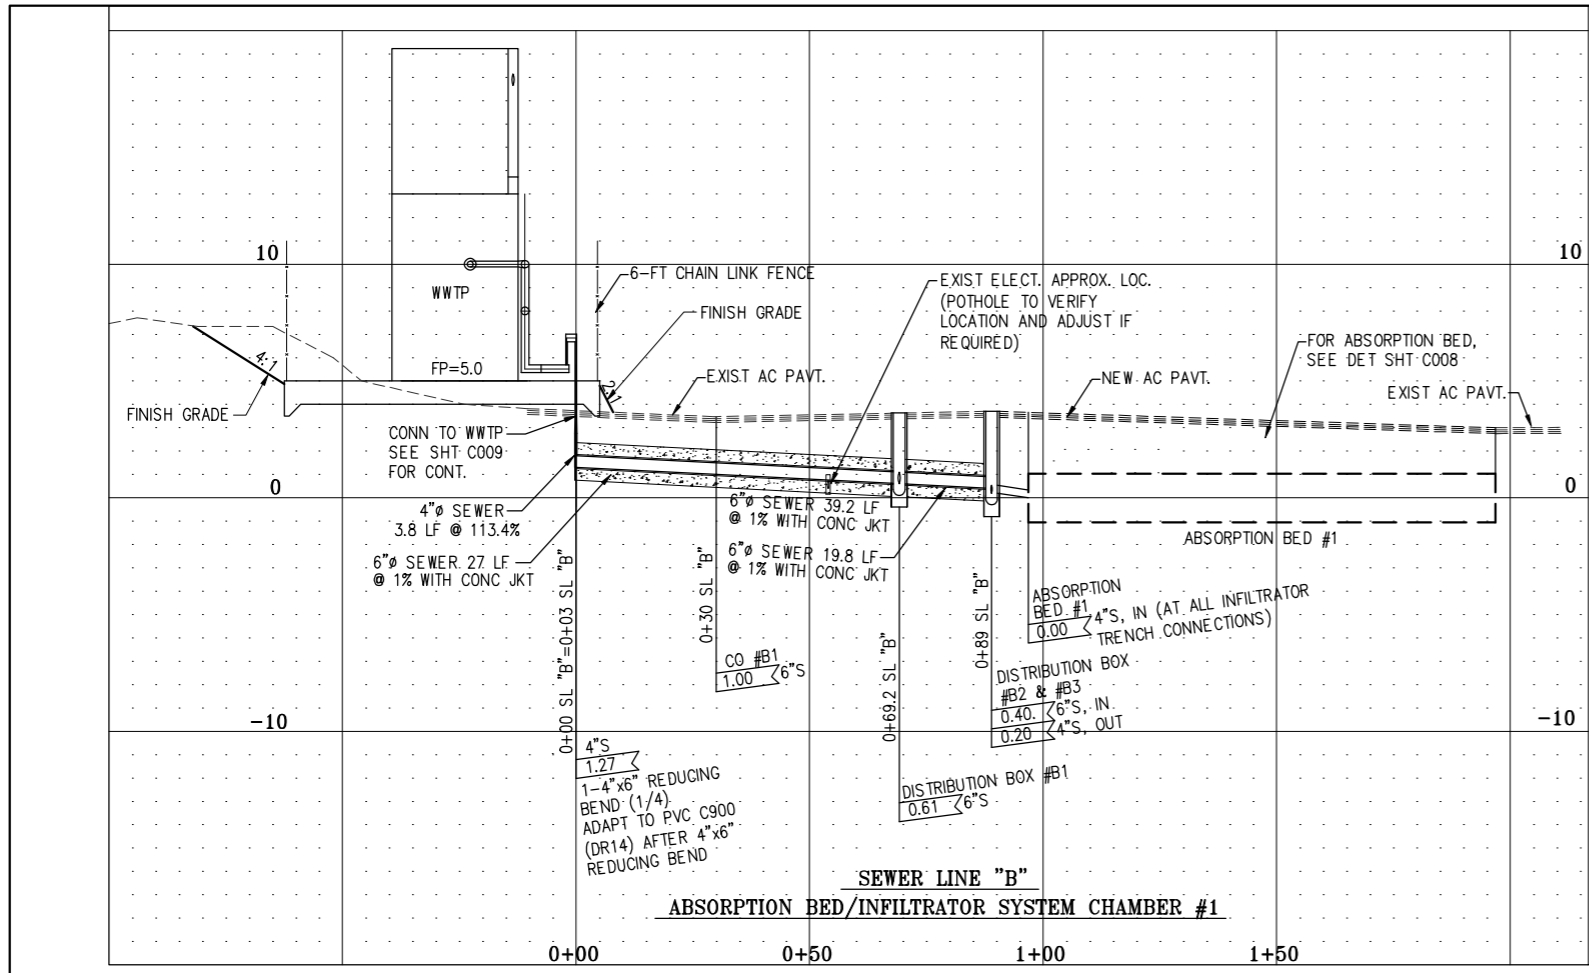 10
10
WWTP
FP=5.0
6-FT CHAIN LINK FENCE
FINISH GRADE
EXIST ELECT. APPROX. LOC.
(POTHOLE TO VERIFY
LOCATION AND ADJUST IF
REQUIRED)
FOR ABSORPTION BED,
SEE DET SHT C008
4:1
2:1
EXIST AC PAVT.
NEW AC PAVT.
EXIST AC PAVT.
FINISH GRADE
CONN TO WWTP
SEE SHT C009
FOR CONT.
0
0
4"ø SEWER
3.8 LF @ 113.4%
6"ø SEWER 27 LF
@ 1% WITH CONC JKT
6"ø SEWER 39.2 LF
@ 1% WITH CONC JKT
6"ø SEWER 19.8 LF
@ 1% WITH CONC JKT
ABSORPTION BED #1
0+00 SL "B"=0+03 SL "B"
0+30 SL "B"
0+69.2 SL "B"
0+89 SL "B"
ABSORPTION
BED #1
0.00 4"S, IN (AT ALL INFILTRATOR
TRENCH CONNECTIONS)
CO #B1
1.00 6"S
DISTRIBUTION BOX
#B2 & #B3
0.40 6"S, IN
0.20 4"S, OUT
-10
-10
4"S
1.27
1-4"x6" REDUCING
BEND (1/4)
ADAPT TO PVC C900
(DR14) AFTER 4"x6"
REDUCING BEND
DISTRIBUTION BOX #B1
0.61 6"S
SEWER LINE "B"
ABSORPTION BED/INFILTRATOR SYSTEM CHAMBER #1
0+00
0+50
1+00
1+50